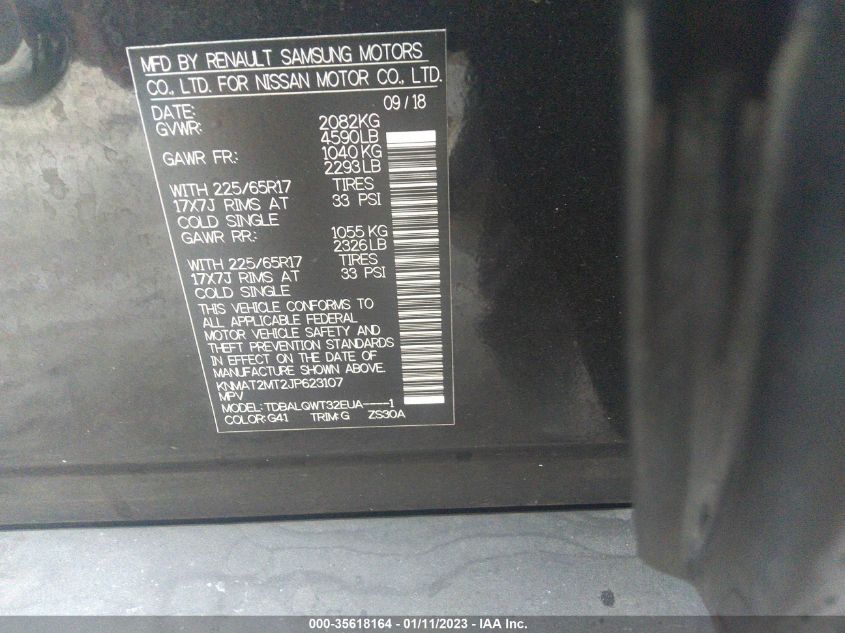 MFD BY RENAULT SAMSUNG MOTORS
CO., LTD. FOR NISSAN MOTOR CO., LTD.
DATE: 09/18
GVWR: 2082KG
4590LB
GAWR FR.: 1040KG
2293LB
WITH 225/65R17 TIRES
17X7J RIMS AT 33 PSI
COLD SINGLE
GAWR RR.: 1055KG
2326LB
WITH 225/65R17 TIRES
17X7J RIMS AT 33 PSI
COLD SINGLE
THIS VEHICLE CONFORMS TO
ALL APPLICABLE FEDERAL
MOTOR VEHICLE SAFETY AND
THEFT PREVENTION STANDARDS
IN EFFECT ON THE DATE OF
MANUFACTURE SHOWN ABOVE.
KNMAT2MT2JP623107
MPV
MODEL: TDBALQWT32EUA----1
COLOR: G41 TRIM: G ZS30A
000-35618164 - 01/11/2023 - IAA Inc.